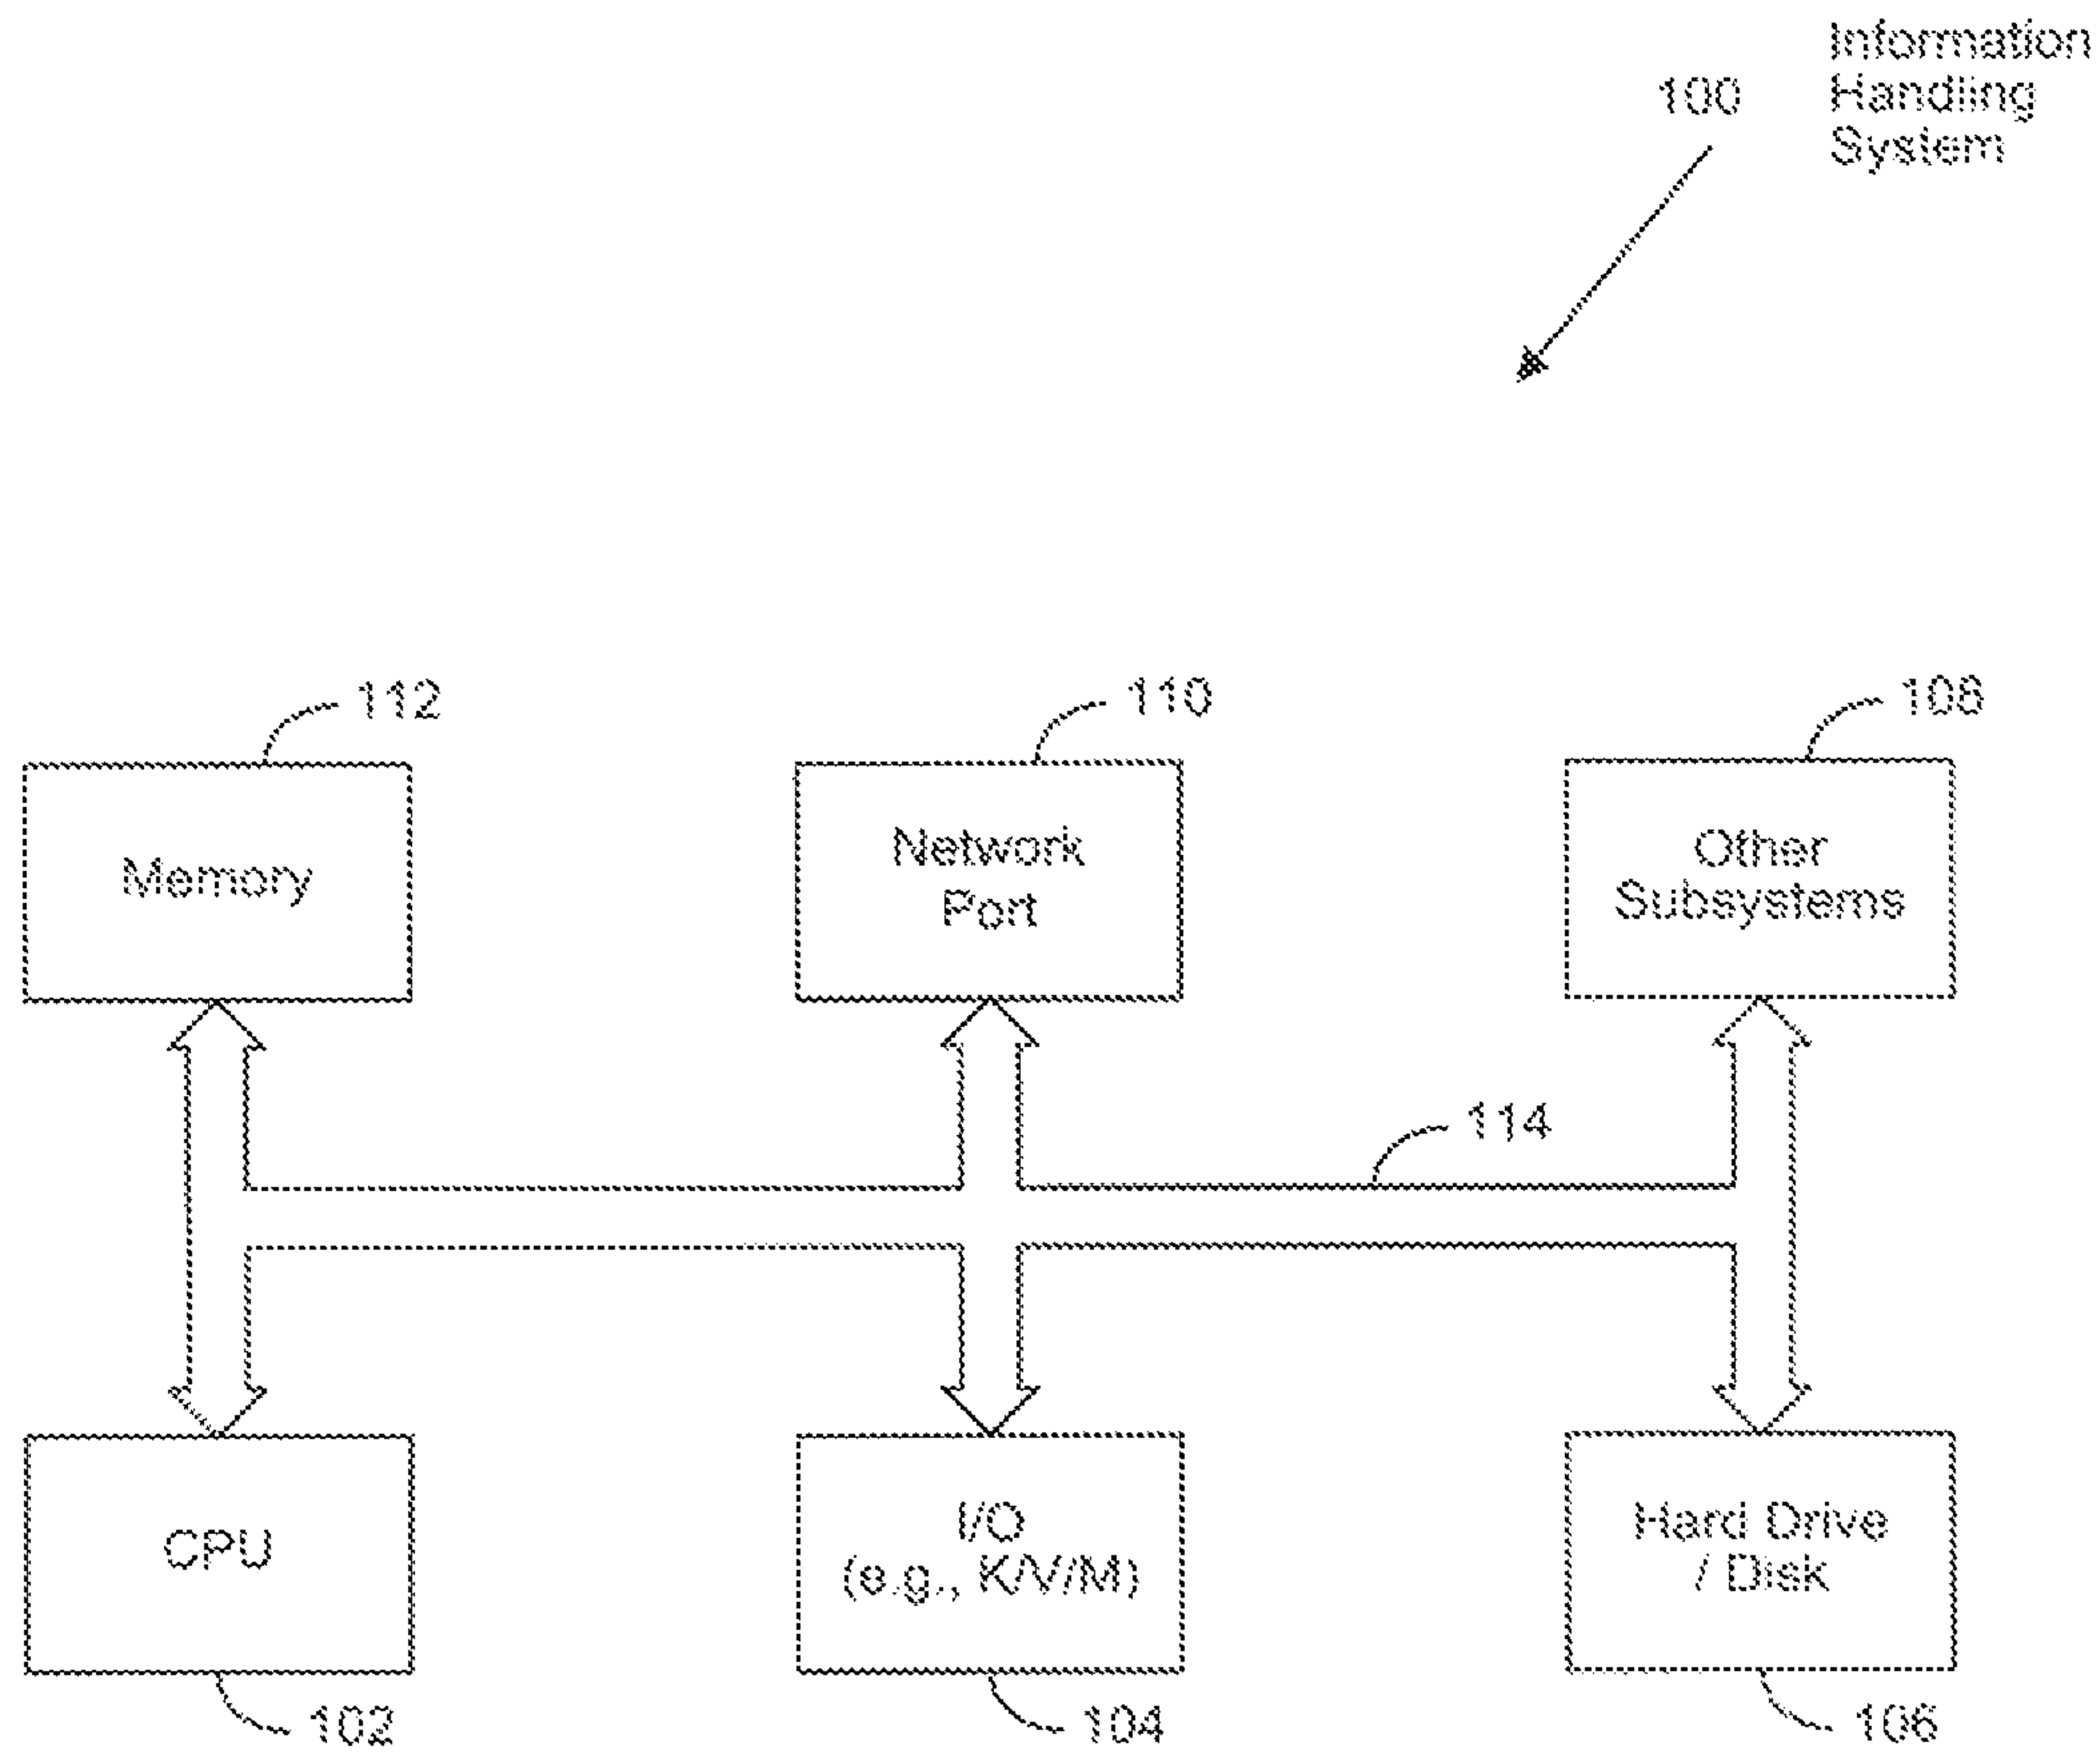 Information
Handling
System
100
112
110
108
Memory
Network
Port
Other
Subsystems
114
CPU
I/O
(e.g., K/V/M)
Hard Drive
/ Disk
102
104
106